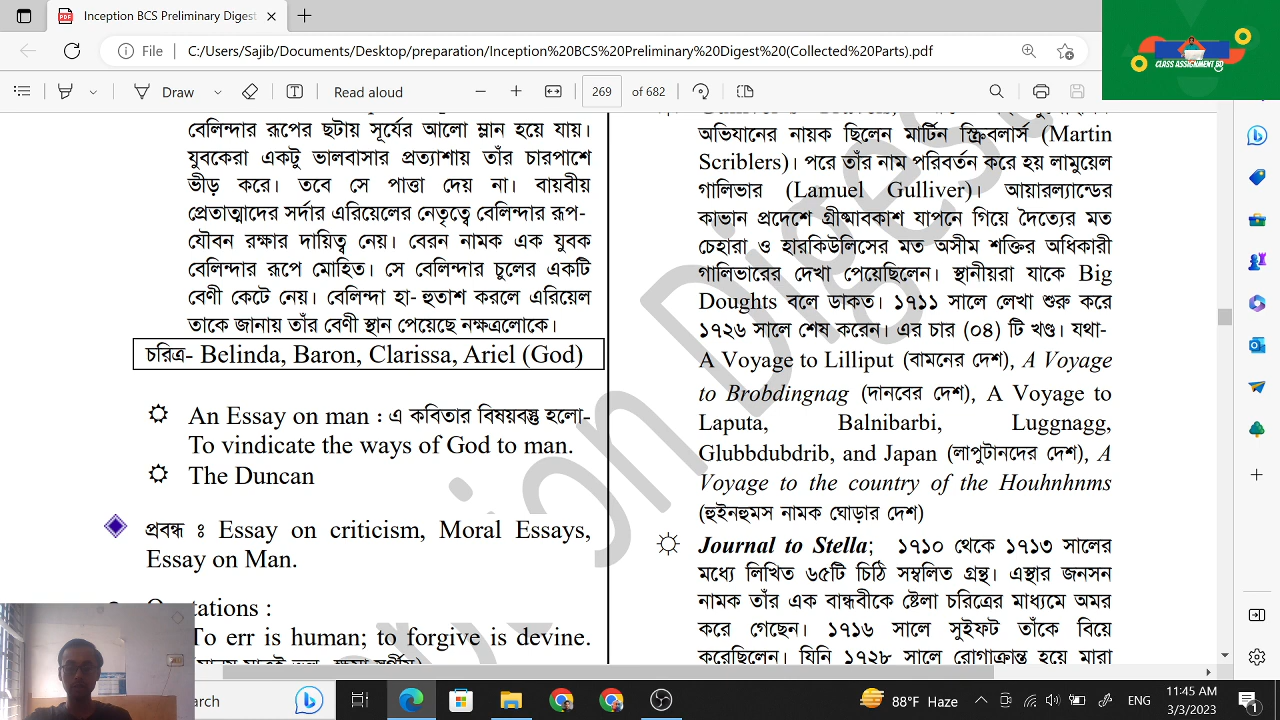 Inception BCS Preliminary Digest
File
C:/Users/Sajib/Documents/Desktop/preparation/Inception%20BCS%20Preliminary%20Digest%20(Collected%20Parts).pdf
CLASS ASSIGNMENT BD
Draw
Read aloud
269
of 682
বেলিন্দার রূপের ছটায় সূর্যের আলো ম্লান হয়ে যায়।
যুবকেরা একটু ভালবাসার প্রত্যাশায় তাঁর চারপাশে
ভীড় করে। তবে সে পাত্তা দেয় না। বায়বীয়
প্রেতাত্মাদের সর্দার এরিয়েলের নেতৃত্বে বেলিন্দার রূপ-
যৌবন রক্ষার দায়িত্ব নেয়। বেরন নামক এক যুবক
বেলিন্দার রূপে মোহিত। সে বেলিন্দার চুলের একটি
বেণী কেটে নেয়। বেলিন্দা হা- হুতাশ করলে এরিয়েল
তাকে জানায় তাঁর বেণী স্থান পেয়েছে নক্ষত্রলোকে।
চরিত্র- Belinda, Baron, Clarissa, Ariel (God)
An Essay on man : এ কবিতার বিষয়বস্তু হলো-
To vindicate the ways of God to man.
The Duncan
প্রবন্ধ ঃ Essay on criticism, Moral Essays,
Essay on Man.
tations :
To err is human; to forgive is devine.
অভিযানের নায়ক ছিলেন মার্টিন স্ক্রিবলার্স (Martin
Scriblers)। পরে তাঁর নাম পরিবর্তন করে হয় লামুয়েল
গালিভার (Lamuel Gulliver)। আয়ারল্যান্ডের
কাভান প্রদেশে গ্রীষ্মাবকাশ যাপনে গিয়ে দৈত্যের মত
চেহারা ও হারকিউলিসের মত অসীম শক্তির অধিকারী
গালিভারের দেখা পেয়েছিলেন। স্থানীয়রা যাকে Big
Doughts বলে ডাকত। ১৭১১ সালে লেখা শুরু করে
১৭২৬ সালে শেষ করেন। এর চার (০৪) টি খণ্ড। যথা-
A Voyage to Lilliput (বামনের দেশ), A Voyage
to Brobdingnag (দানবের দেশ), A Voyage to
Laputa, Balnibarbi, Luggnagg,
Glubbdubdrib, and Japan (লাপুটানদের দেশ), A
Voyage to the country of the Houhnhnms
(হুইনহুমস নামক ঘোড়ার দেশ)
Journal to Stella; ১৭১০ থেকে ১৭১৩ সালের
মধ্যে লিখিত ৬৫টি চিঠি সম্বলিত গ্রন্থ। এস্থার জনসন
নামক তাঁর এক বান্ধবীকে ষ্টেলা চরিত্রের মাধ্যমে অমর
করে গেছেন। ১৭১৬ সালে সুইফট তাঁকে বিয়ে
করেছিলেন। যিনি ১৭২৮ সালে রোগাক্রান্ত হয়ে মারা
Digest
arch
88°F Haze
ENG
11:45 AM
3/3/2023
1